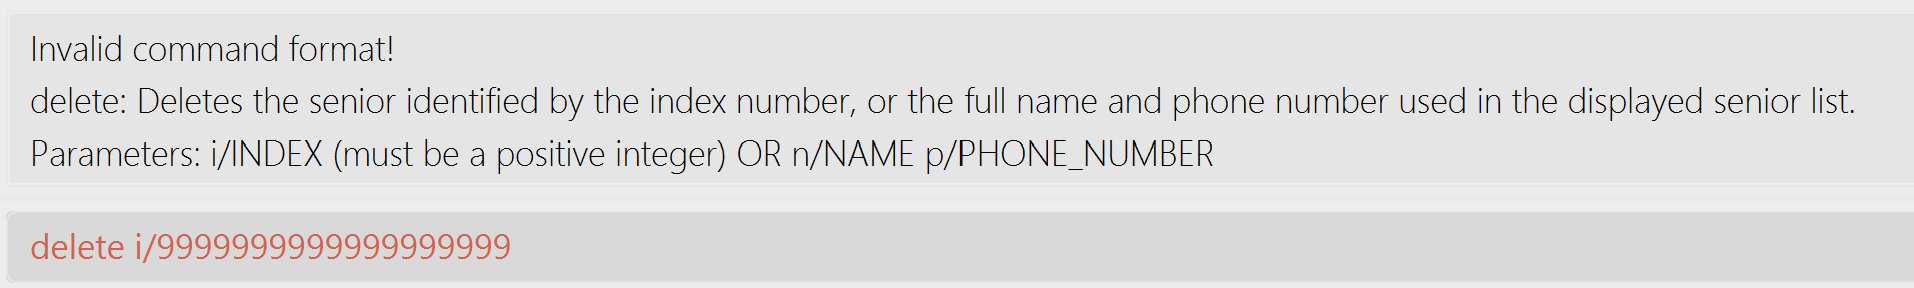 Invalid command format!
delete: Deletes the senior identified by the index number, or the full name and phone number used in the displayed senior list.
Parameters: i/INDEX (must be a positive integer) OR n/NAME p/PHONE_NUMBER
delete i/9999999999999999999